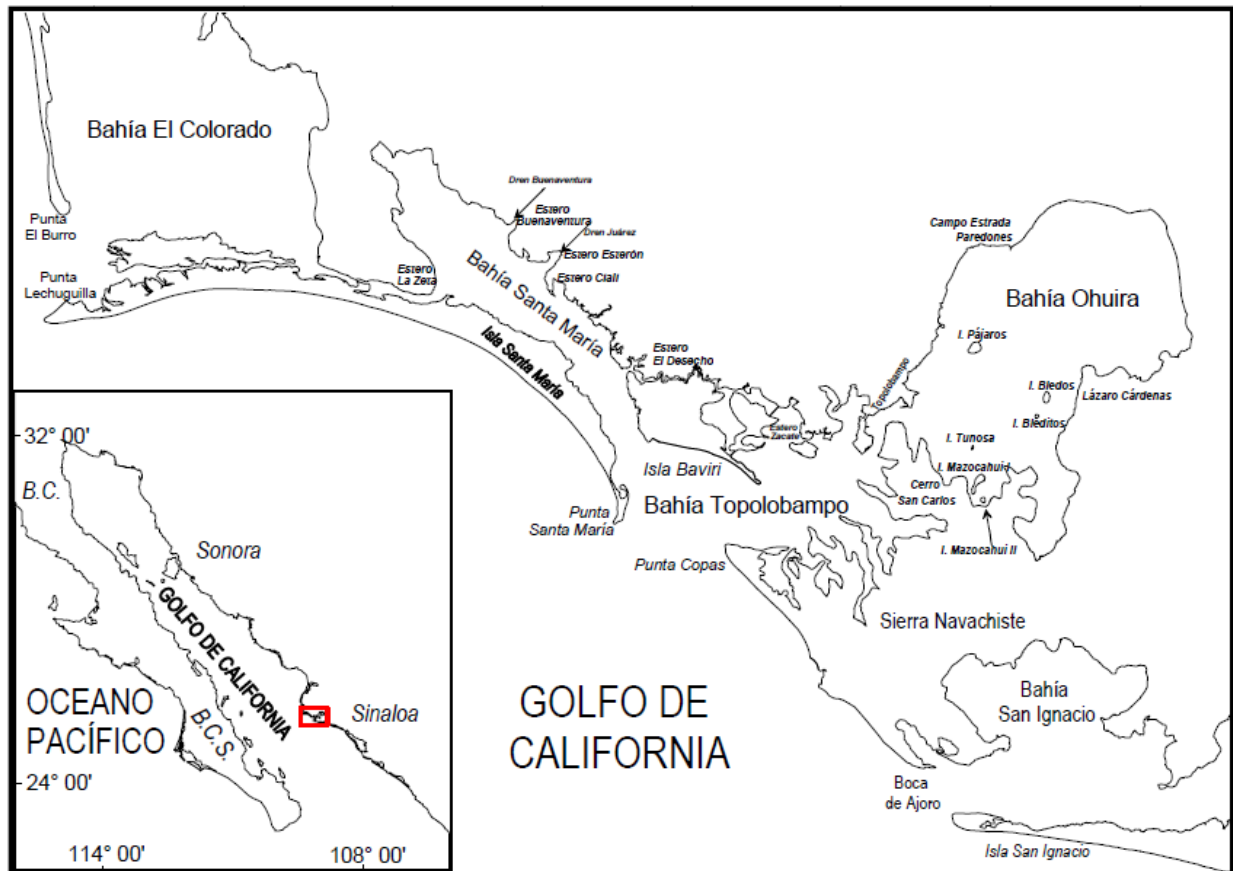 Bahía El Colorado
Dren Buenaventura
Estero
Buenaventura
Dren Juárez
Punta
El Burro
Campo Estrada
Paredones
Estero Esterón
Estero
La Zera
Estero Clali
Punta
Lechuguilla
Bahía Santa María
Bahía Ohuira
I. Pájaros
Isla Santa María
Estero
El Desecho
Topolobampo
I. Bledos
Lázaro Cárdenas
I. Bleditos
Estero
Zacate
I. Tunosa
I. Mazocahui I
Isla Baviri
Cerro
San Carlos
Punta
Santa María
Bahía Topolobampo
I. Mazocahui II
Punta Copas
Sierra Navachiste
Bahía
San Ignacio
GOLFO DE
CALIFORNIA
Boca
de Ajoro
Isla San Ignacio
32° 00'
B.C.
Sonora
GOLFO DE CALIFORNIA
OCEANO
PACÍFICO
B.C.S.
Sinaloa
24° 00'
114° 00'
108° 00'